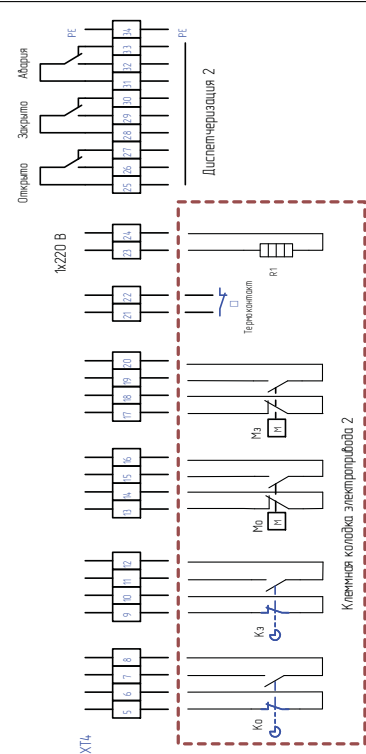 XT4
5 6 7 8
9 10 11 12
13 14 15 16
17 18 19 20
21 22
23 24
1х220 В
25 26 27 28 29 30 31 32 33 34
Открыто
Закрыто
Авария
PE
PE
Диспетчеризация 2
Ко
Кз
Мо
M
Мз
M
Термоконтакт
R1
Клеммная колодка электропривода 2